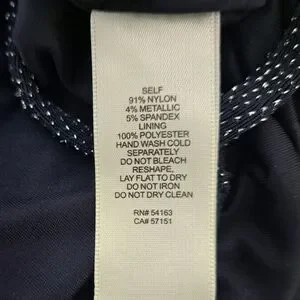 SELF
91% NYLON
4% METALLIC
5% SPANDEX
LINING
100% POLYESTER
HAND WASH COLD
SEPARATELY
DO NOT BLEACH
RESHAPE,
LAY FLAT TO DRY
DO NOT IRON
DO NOT DRY CLEAN
RN# 54163
CA# 57151